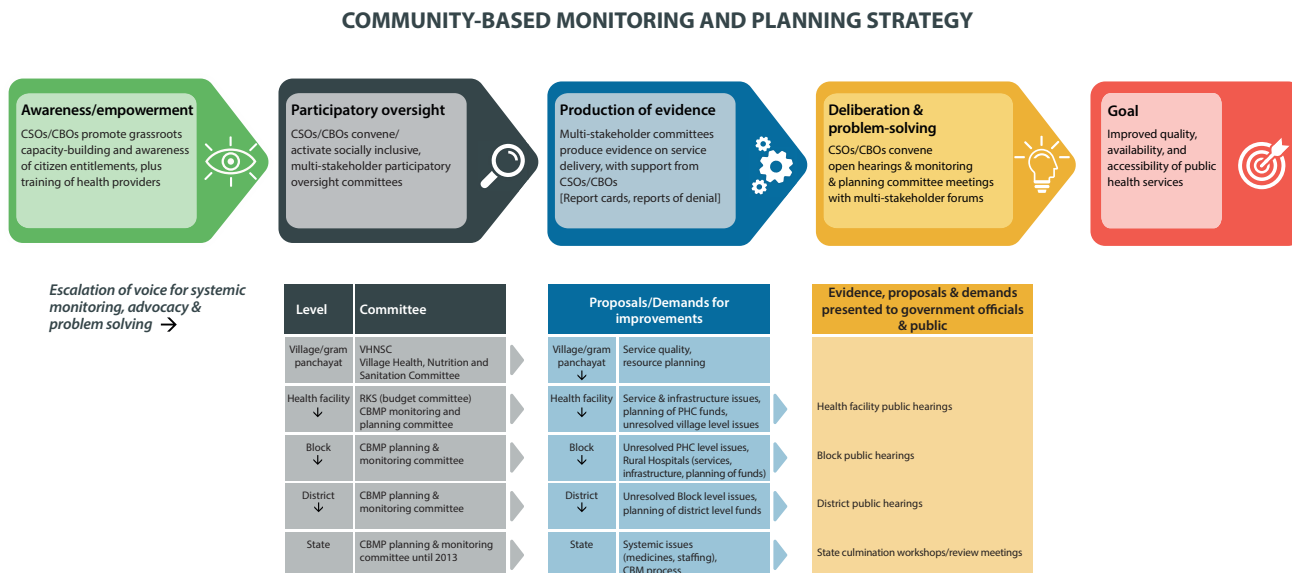 COMMUNITY-BASED MONITORING AND PLANNING STRATEGY
Awareness/empowerment
CSOs/CBOs promote grassroots
capacity-building and awareness
of citizen entitlements, plus
training of health providers
Participatory oversight
CSOs/CBOs convene/
activate socially inclusive,
multi-stakeholder participatory
oversight committees
Production of evidence
Multi-stakeholder committees
produce evidence on service
delivery, with support from
CSOs/CBOs
[Report cards, reports of denial]
Deliberation &
problem-solving
CSOs/CBOs convene
open hearings & monitoring
& planning committee meetings
with multi-stakeholder forums
Goal
Improved quality,
availability, and
accessibility of public
health services
Escalation of voice for systemic
monitoring, advocacy &
problem solving →
Level
Committee
Village/gram
panchayat
VHNSC
Village Health, Nutrition and
Sanitation Committee
Health facility
↓
RKS (budget committee)
CBMP monitoring and
planning committee
Block
↓
CBMP planning &
monitoring committee
District
↓
CBMP planning &
monitoring committee
State
CBMP planning & monitoring
committee until 2013
Proposals/Demands for
improvements
Village/gram
panchayat
↓
Service quality,
resource planning
Health facility
↓
Service & infrastructure issues,
planning of PHC funds,
unresolved village level issues
Block
↓
Unresolved PHC level issues,
Rural Hospitals (services,
infrastructure, planning of funds)
District
↓
Unresolved Block level issues,
planning of district level funds
State
Systemic issues
(medicines, staffing),
CBM process
Evidence, proposals & demands
presented to government officials
& public
Health facility public hearings
Block public hearings
District public hearings
State culmination workshops/review meetings